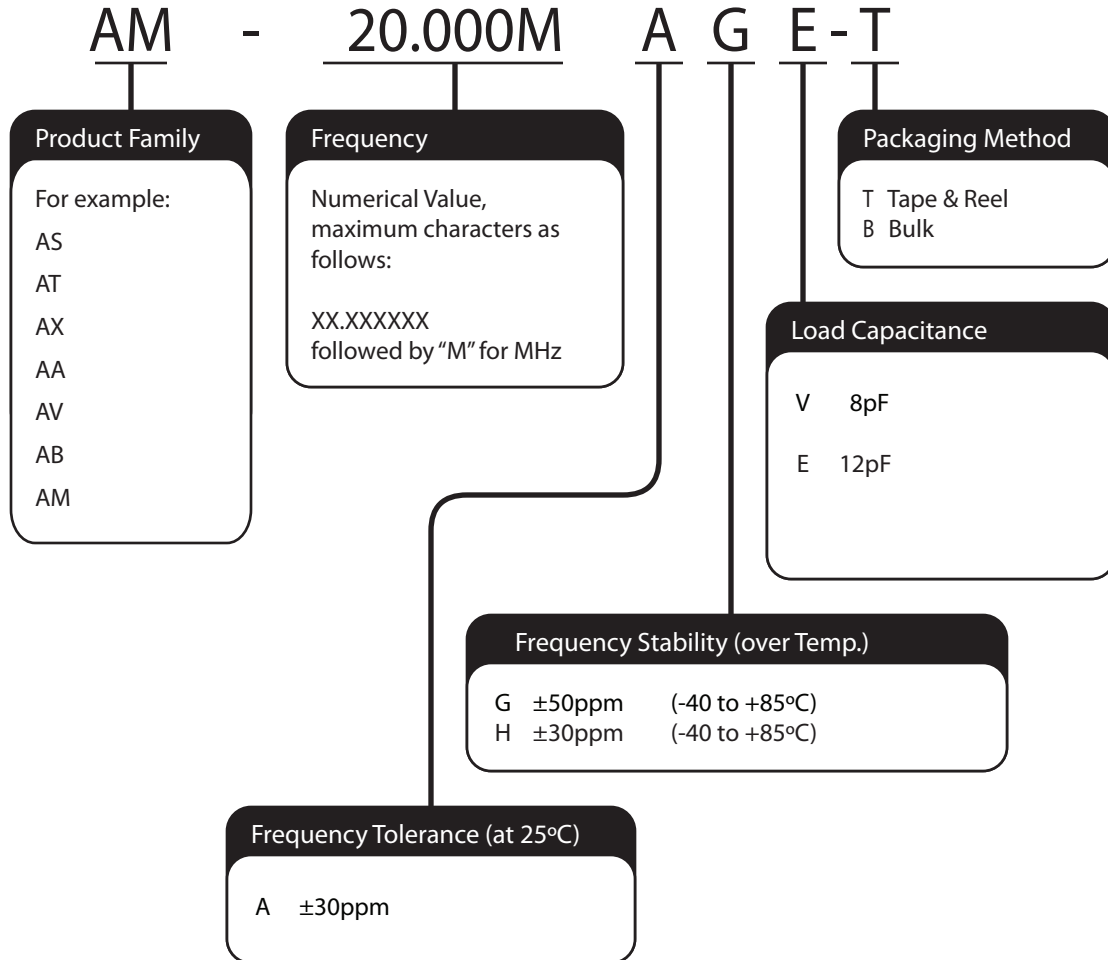 AM - 20.000M A G E-T
Product Family
For example:
AS
AT
AX
AA
AV
AB
AM
Frequency
Numerical Value,
maximum characters as
follows:
XX.XXXXXX
followed by “M” for MHz
Packaging Method
T Tape & Reel
B Bulk
Load Capacitance
V 8pF
E 12pF
Frequency Stability (over Temp.)
G ±50ppm (-40 to +85ºC)
H ±30ppm (-40 to +85ºC)
Frequency Tolerance (at 25ºC)
A ±30ppm